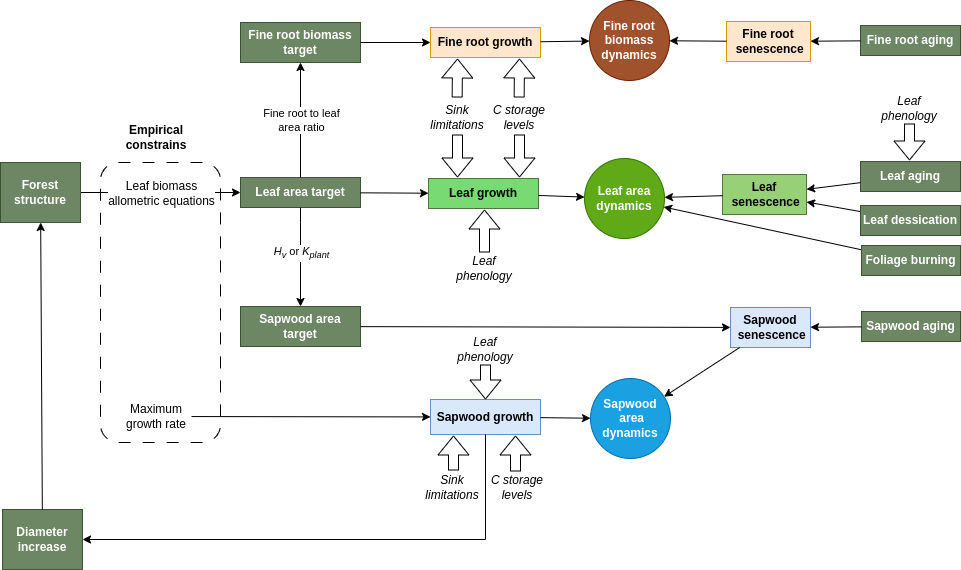 Fine root biomass
target
Fine root growth
Fine root
biomass
dynamics
Fine root
senescence
Fine root aging
Sink
limitations
C storage
levels
Fine root to leaf
area ratio
Empirical
constrains
Leaf
phenology
Forest
structure
Leaf biomass
allometric equations
Leaf area target
Leaf growth
Leaf area
dynamics
Leaf
senescence
Leaf aging
Leaf dessication
Foliage burning
Hv or Kplant
Leaf
phenology
Sapwood area
target
Sapwood
senescence
Sapwood aging
Leaf
phenology
Maximum
growth rate
Sapwood growth
Sapwood
area
dynamics
Sink
limitations
C storage
levels
Diameter
increase